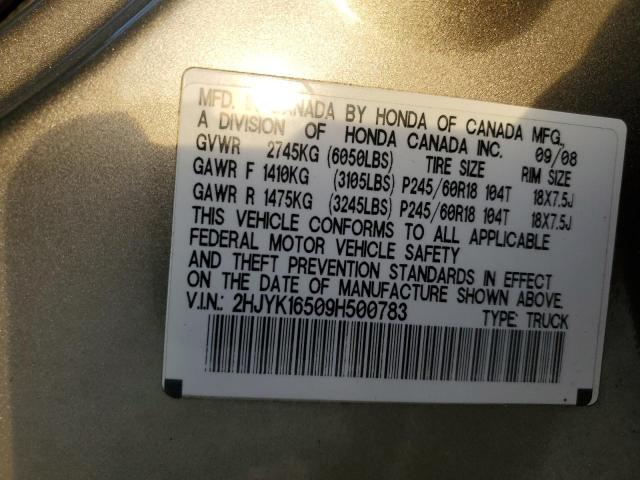 MFD. IN CANADA BY HONDA OF CANADA MFG.,
A DIVISION OF HONDA CANADA INC. 09/08
GVWR 2745KG (6050LBS) TIRE SIZE RIM SIZE
GAWR F 1410KG (3105LBS) P245/60R18 104T 18X7.5J
GAWR R 1475KG (3245LBS) P245/60R18 104T 18X7.5J
THIS VEHICLE CONFORMS TO ALL APPLICABLE
FEDERAL MOTOR VEHICLE SAFETY
AND THEFT PREVENTION STANDARDS IN EFFECT
ON THE DATE OF MANUFACTURE SHOWN ABOVE.
V.I.N.: 2HJYK16509H500783 TYPE: TRUCK